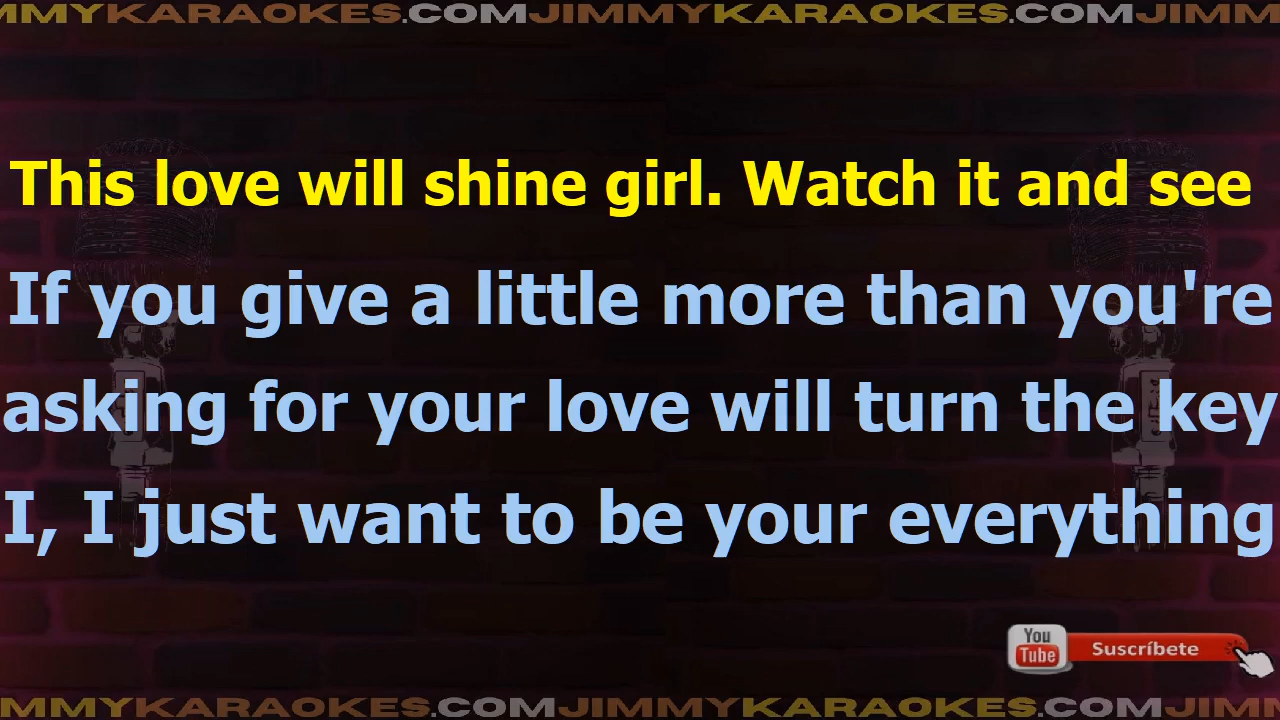 JIMMYKARAOKES.COMJIMMYKARAOKES.COMJIMM
This love will shine girl. Watch it and see
If you give a little more than you're
asking for your love will turn the key
I, I just want to be your everything
You
Tube
Suscríbete
MMYKARAOKES.COMJIMMYKARAOKES.COMJIMM